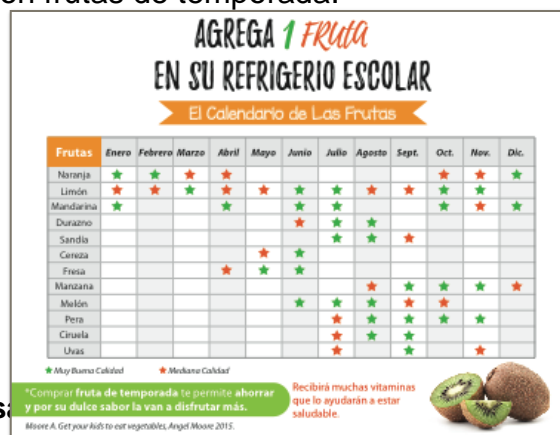 en frutas de temporada.
AGREGA 1 FRUTA
EN SU REFRIGERIO ESCOLAR
El Calendario de Las Frutas
Frutas Enero Febrero Marzo Abril Mayo Junio Julio Agosto Sept. Oct. Nov. Dic.
Naranja
Limón
Mandarina
Durazno
Sandía
Cereza
Fresa
Manzana
Melón
Pera
Ciruela
Uvas
Muy Buena Calidad Mediana Calidad
*Comprar fruta de temporada te permite ahorrar
y por su dulce sabor la van a disfrutar más.
Recibirá muchas vitaminas
que lo ayudarán a estar
saludable.
Moore A. Get your kids to eat vegetables, Angel Moore 2015.